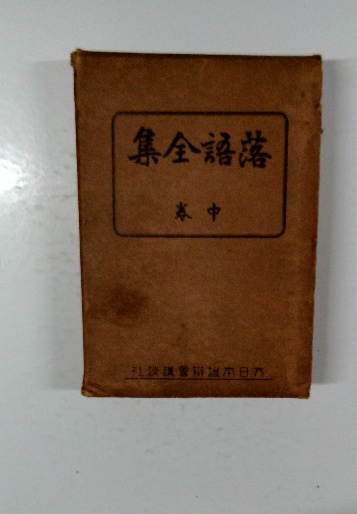 落語全集
中巻
大日本雄辯會講談社